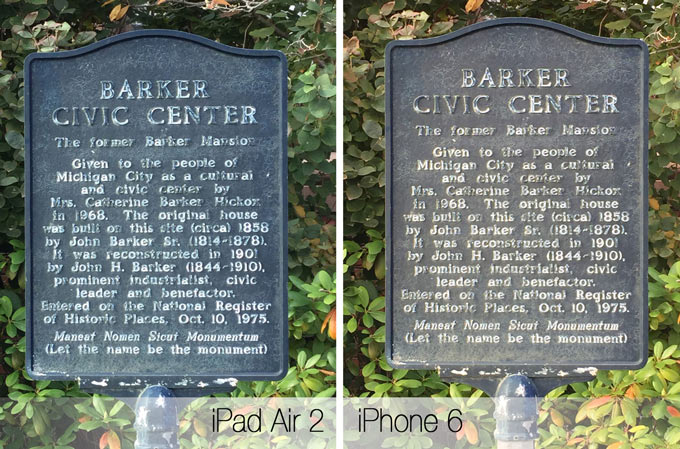 BARKER
CIVIC CENTER
The former Barker Mansion
Given to the people of
Michigan City as a cultural
and civic center by
Mrs. Catherine Barker Hickox
in 1968. The original house
was built on this site (circa) 1858
by John Barker Sr. (1814-1878).
It was reconstructed in 1901
by John H. Barker (1844-1910),
prominent industrialist, civic
leader and benefactor.
Entered on the National Register
of Historic Places, Oct. 10, 1975.
Maneat Nomen Sicut Monumentum
(Let the name be the monument)
iPad Air 2
BARKER
CIVIC CENTER
The former Barker Mansion
Given to the people of
Michigan City as a cultural
and civic center by
Mrs. Catherine Barker Hickox
in 1968. The original house
was built on this site (circa) 1858
by John Barker Sr. (1814-1878).
It was reconstructed in 1901
by John H. Barker (1844-1910),
prominent industrialist, civic
leader and benefactor.
Entered on the National Register
of Historic Places, Oct. 10, 1975.
Maneat Nomen Sicut Monumentum
(Let the name be the monument)
iPhone 6